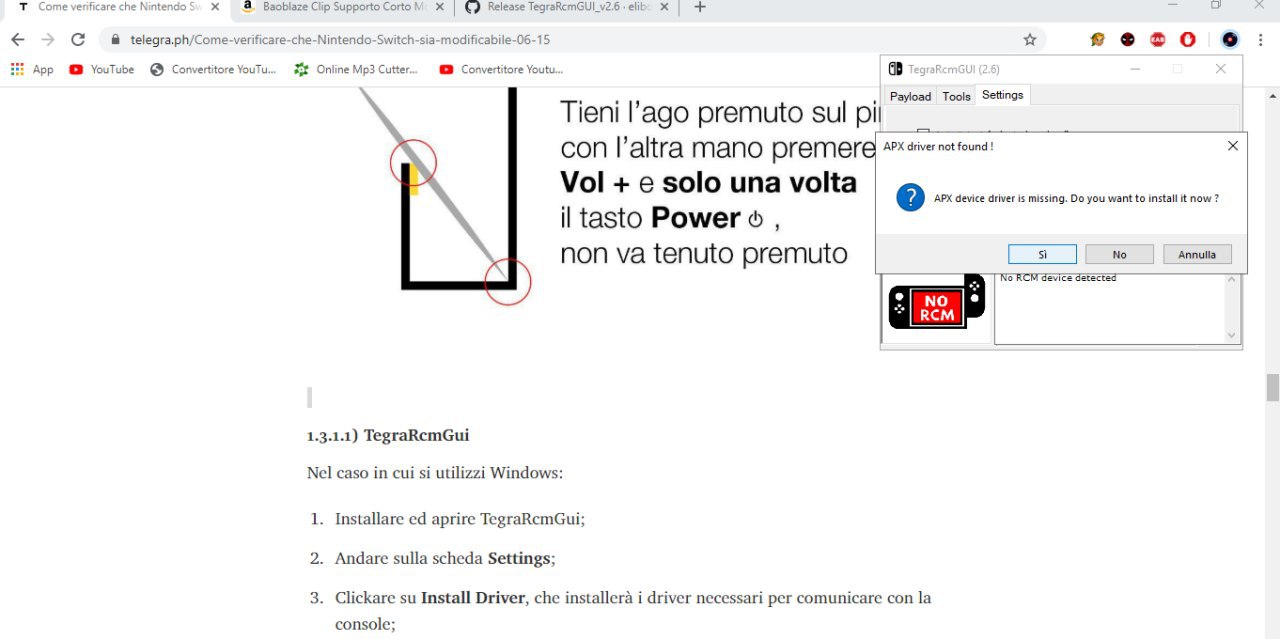 Come verificare che Nintendo Sw
Baoblaze Clip Supporto Corto Mo
Release TegraRcmGUI_v2.6 · elibo
telegra.ph/Come-verificare-che-Nintendo-Switch-sia-modificabile-06-15
App
YouTube
Convertitore YouTu...
Online Mp3 Cutter...
Convertitore Youtu...
TegraRcmGUI (2.6)
Payload
Tools
Settings
APX driver not found !
APX device driver is missing. Do you want to install it now ?
Sì
No
Annulla
NO
RCM
No RCM device detected
Tieni l'ago premuto sul pi
con l'altra mano premere
Vol + e solo una volta
il tasto Power ,
non va tenuto premuto
1.3.1.1) TegraRcmGui
Nel caso in cui si utilizzi Windows:
1. Installare ed aprire TegraRcmGui;
2. Andare sulla scheda Settings;
3. Clickare su Install Driver, che installerà i driver necessari per comunicare con la
console;